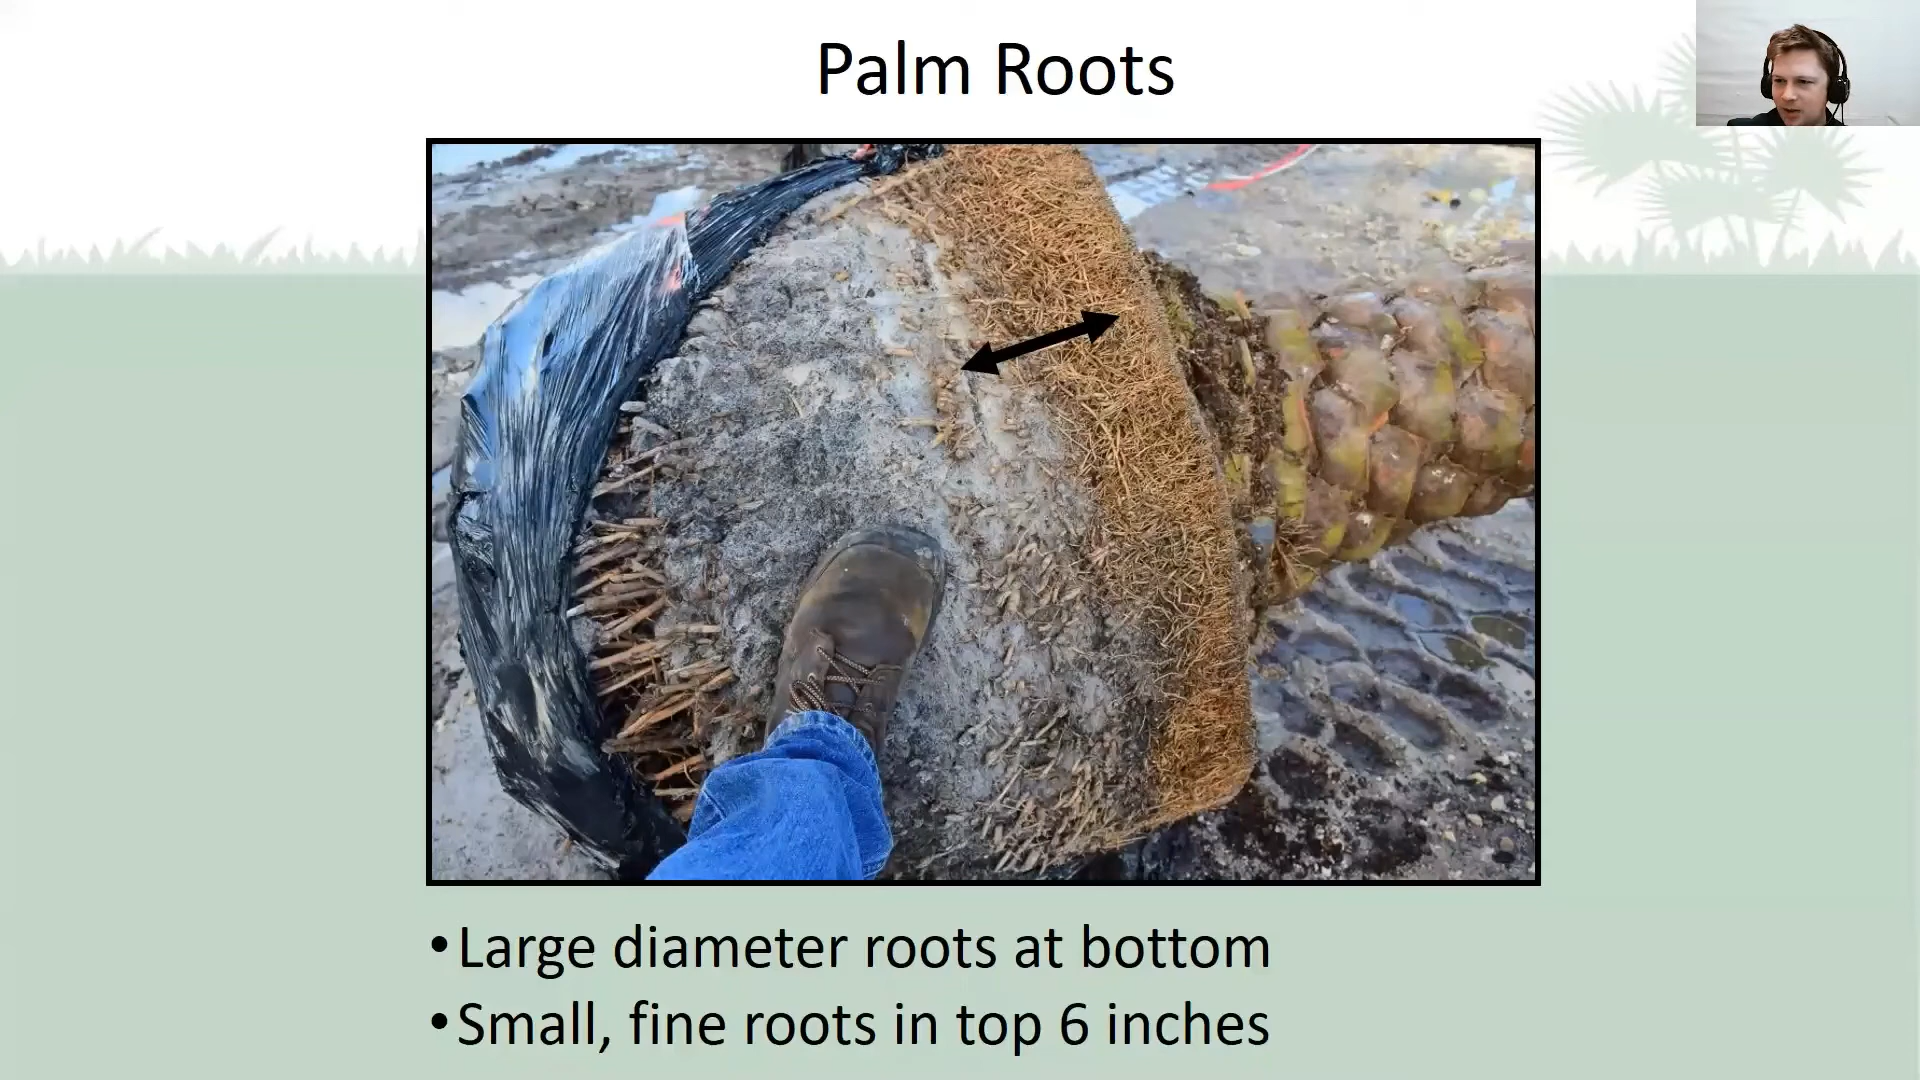 Palm Roots
•Large diameter roots at bottom
•Small, fine roots in top 6 inches